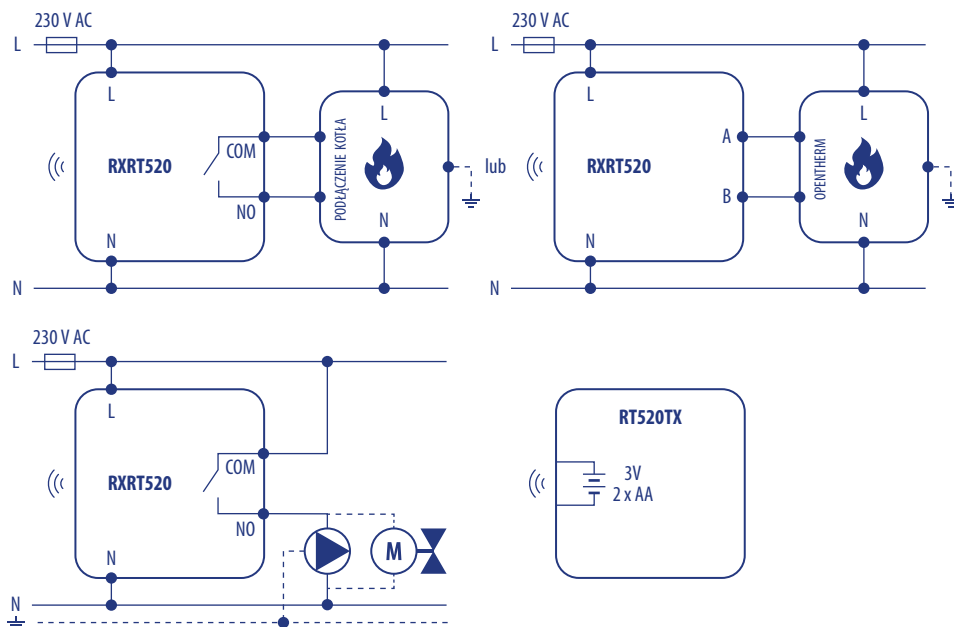 230 V AC
L
L
RXRT520
COM
NO
N
N
L
PODŁĄCZENIE KOTŁA
N
lub
230 V AC
L
L
RXRT520
A
B
N
N
L
OPENTHERM
N
230 V AC
L
L
RXRT520
COM
NO
N
N
M
RT520TX
3V
2 x AA